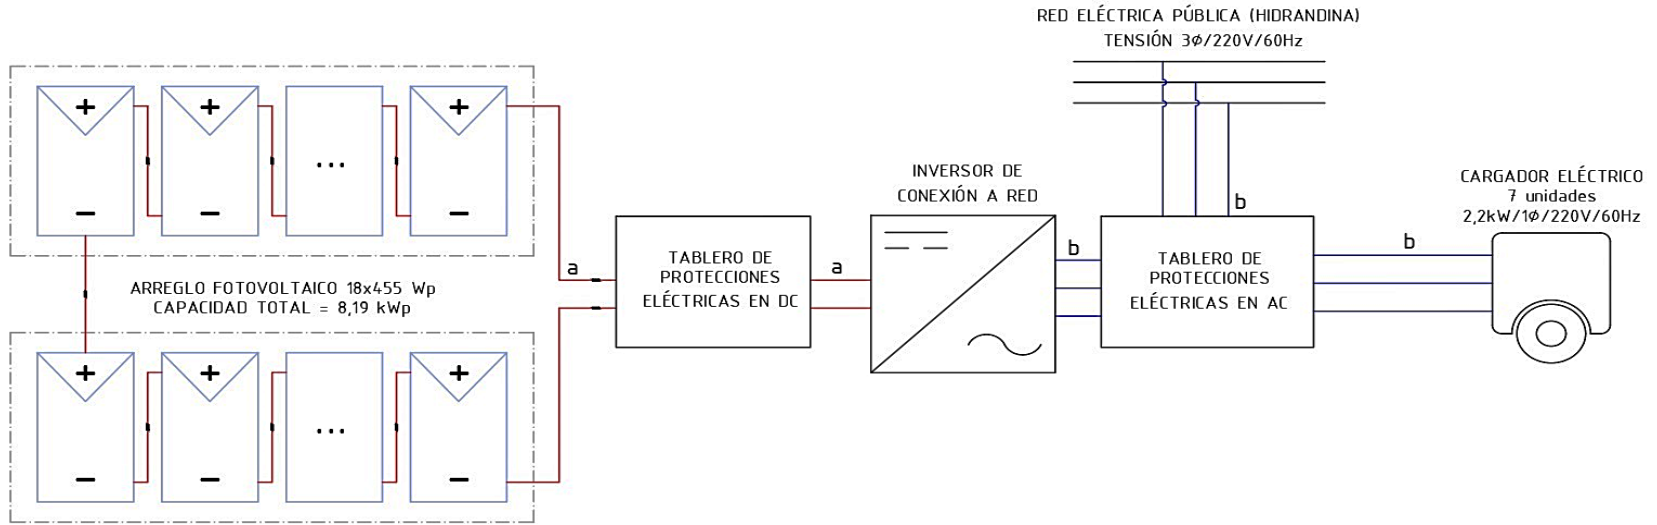 RED ELÉCTRICA PÚBLICA (HIDRANDINA)
TENSIÓN 3Ø/220V/60Hz
+ + ... +
- - -
ARREGLO FOTOVOLTAICO 18x455 Wp
CAPACIDAD TOTAL = 8,19 kWp
+ + ... +
- - -
a
TABLERO DE
PROTECCIONES
ELÉCTRICAS EN DC
a
INVERSOR DE
CONEXIÓN A RED
b
b
TABLERO DE
PROTECCIONES
ELÉCTRICAS EN AC
b
CARGADOR ELÉCTRICO
7 unidades
2,2kW/1Ø/220V/60Hz